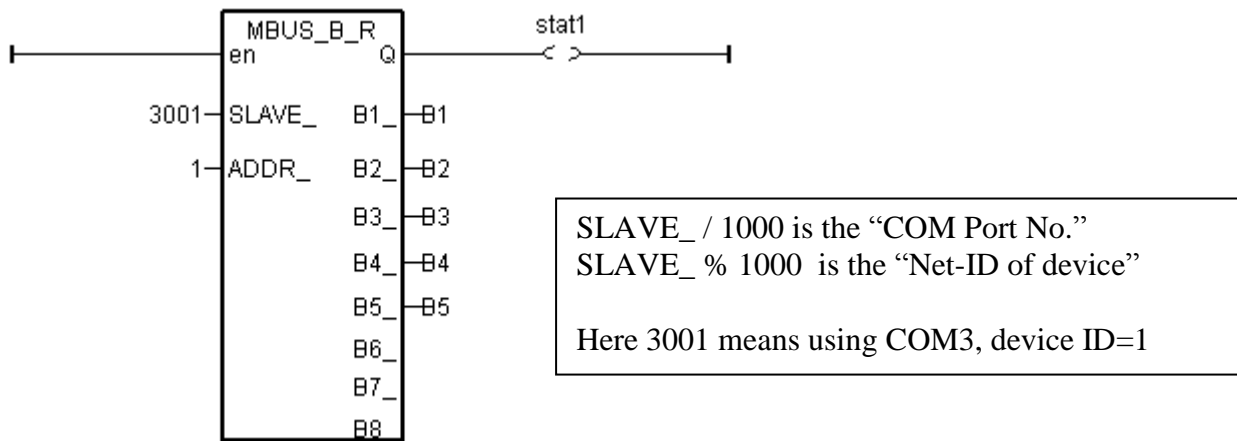 MBUS_B_R
stat1
en Q
3001 SLAVE_ B1_ B1
1 ADDR_ B2_ B2
B3_ B3
B4_ B4
B5_ B5
B6_
B7_
B8
SLAVE_ / 1000 is the “COM Port No.”
SLAVE_ % 1000 is the “Net-ID of device”
Here 3001 means using COM3, device ID=1